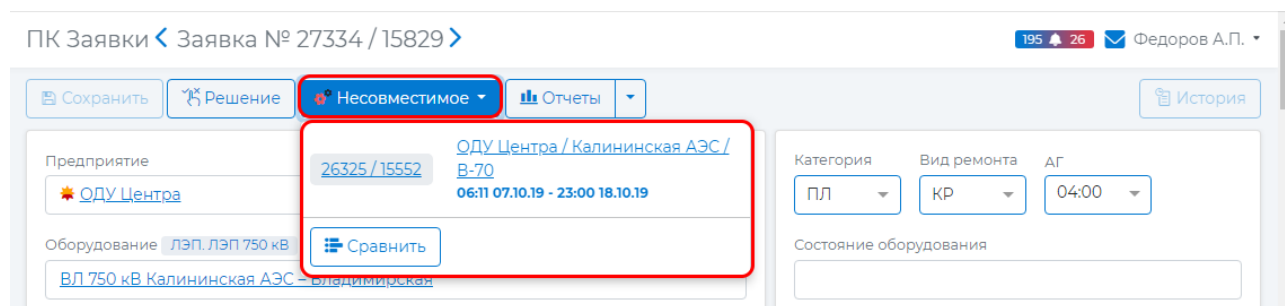 ПК Заявки Заявка № 27334 / 15829 195 26 Федоров А.П.
Сохранить Решение Несовместимое Отчеты История
Предприятие
ОДУ Центра
Оборудование ЛЭП. ЛЭП 750 кВ
ВЛ 750 кВ Калининская АЭС – Владимирская
26325 / 15552
ОДУ Центра / Калининская АЭС /
В-70
06:11 07.10.19 - 23:00 18.10.19
Сравнить
Категория Вид ремонта АГ
ПЛ КР 04:00
Состояние оборудования